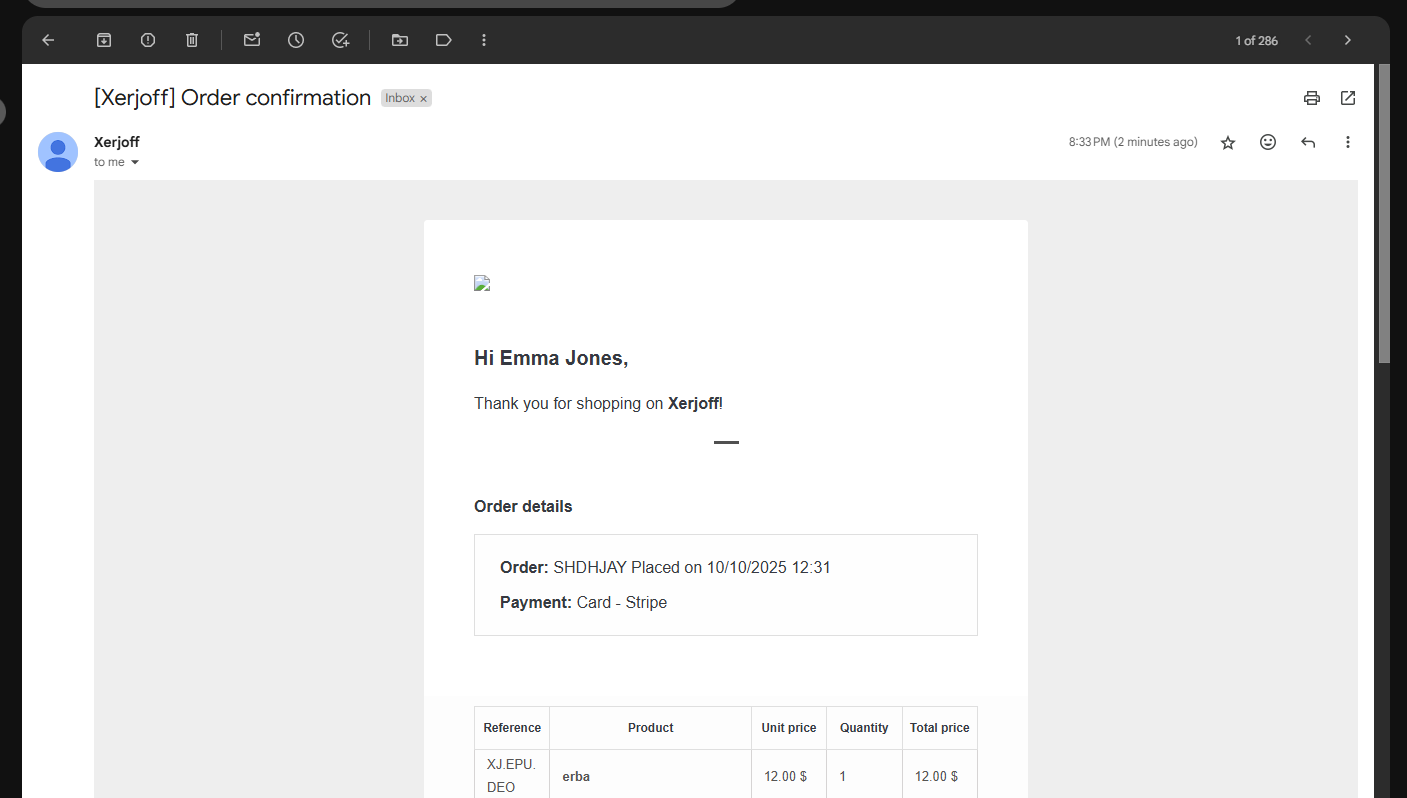 1 of 286
[Xerjoff] Order confirmation Inbox ×
Xerjoff
8:33 PM (2 minutes ago)
to me
Hi Emma Jones,
Thank you for shopping on Xerjoff!
Order details
Order: SHDHJAY Placed on 10/10/2025 12:31
Payment: Card - Stripe
Reference Product Unit price Quantity Total price
XJ.EPU.
DEO
erba 12.00 $ 1 12.00 $